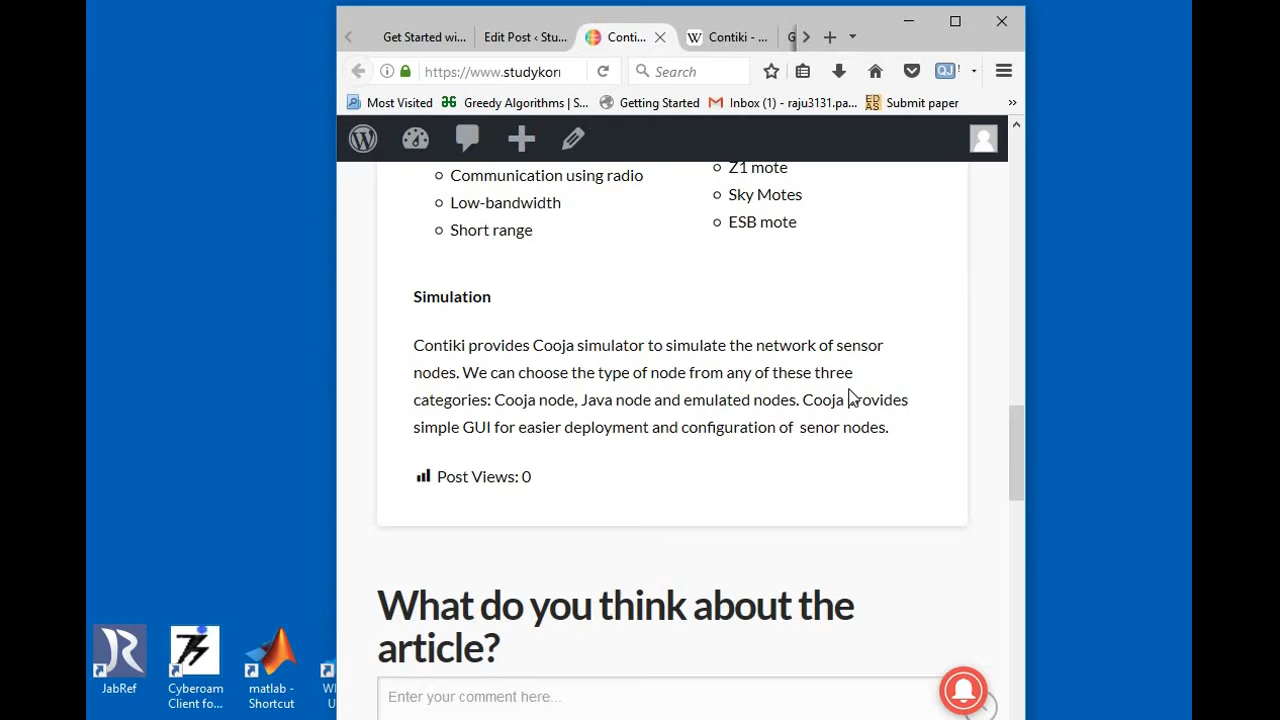 Get Started wi...
Edit Post ‹ Stu...
Conti...
Contiki - ...
https://www.studykor
Search
QJ !
Most Visited
Greedy Algorithms | S...
Getting Started
Inbox (1) - raju3131.pa...
EDAS
Submit paper
»
Communication using radio
Low-bandwidth
Short range
Z1 mote
Sky Motes
ESB mote
Simulation
Contiki provides Cooja simulator to simulate the network of sensor
nodes. We can choose the type of node from any of these three
categories: Cooja node, Java node and emulated nodes. Cooja provides
simple GUI for easier deployment and configuration of senor nodes.
Post Views: 0
What do you think about the
article?
Enter your comment here...
JabRef
Cyberoam
Client fo...
matlab -
Shortcut